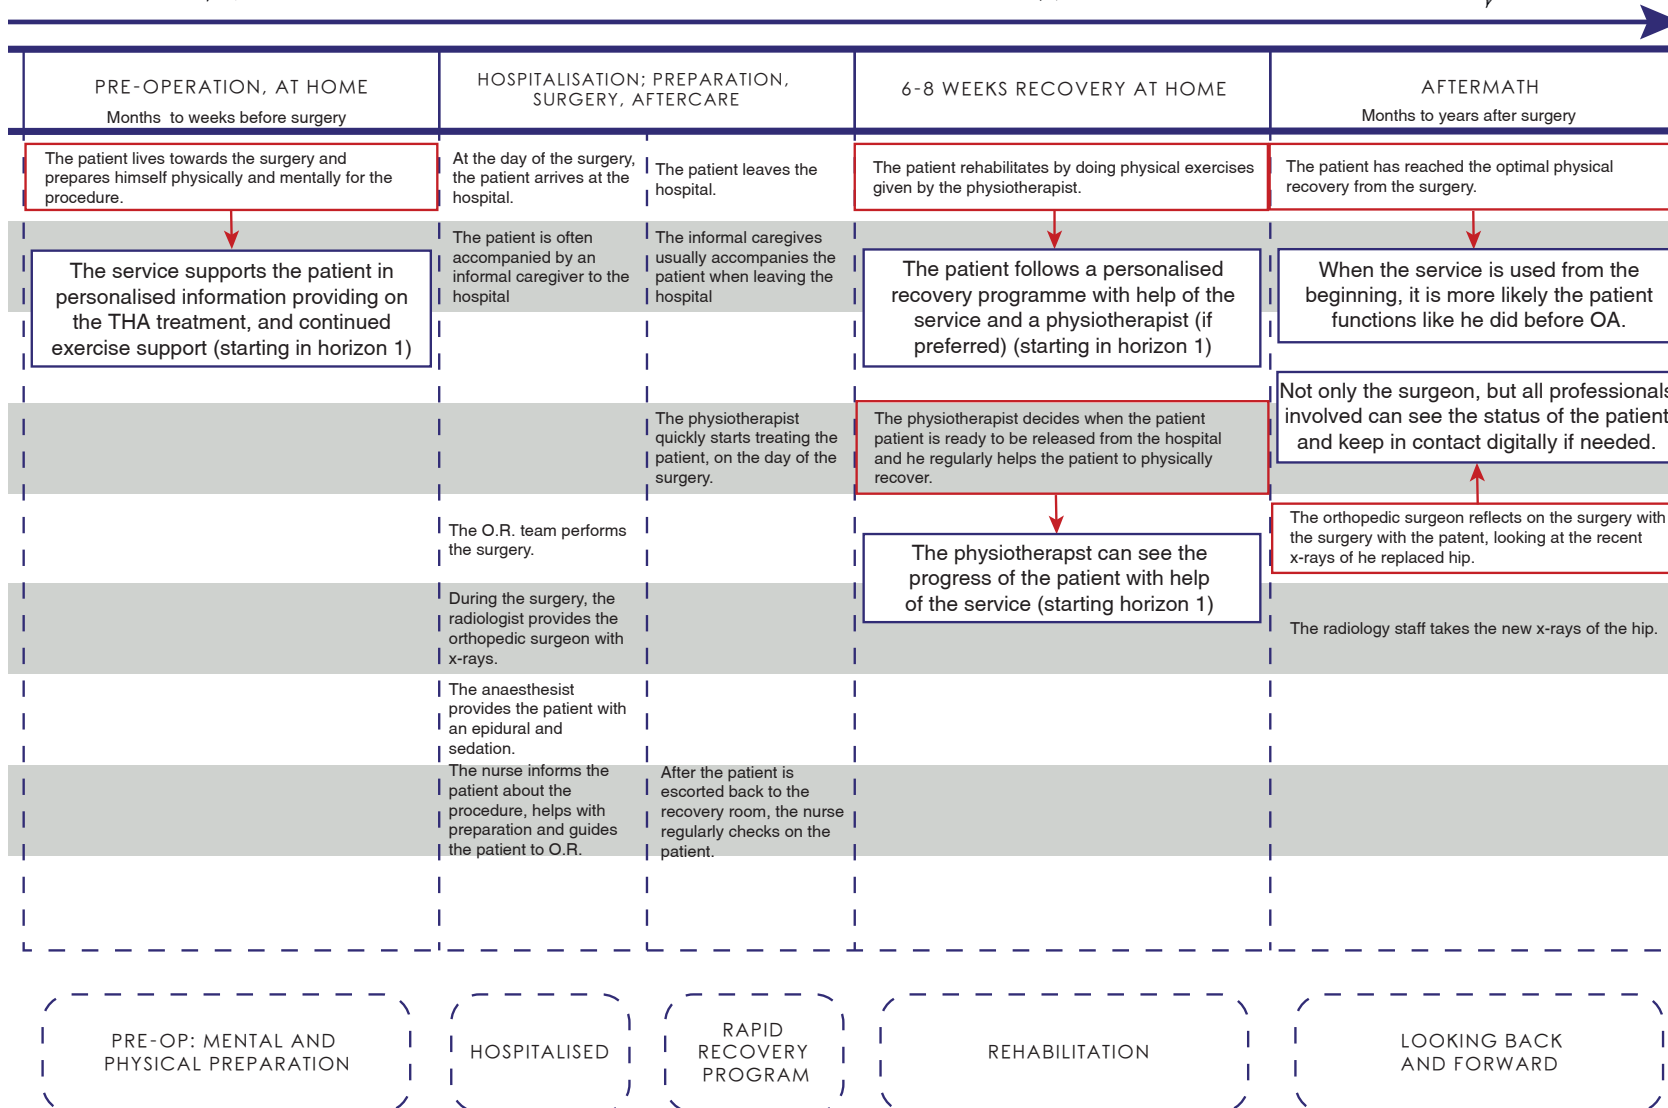 PRE-OPERATION, AT HOME
Months to weeks before surgery
HOSPITALISATION; PREPARATION,
SURGERY, AFTERCARE
6-8 WEEKS RECOVERY AT HOME
AFTERMATH
Months to years after surgery
The patient lives towards the surgery and
prepares himself physically and mentally for the
procedure.
At the day of the surgery,
the patient arrives at the
hospital.
The patient leaves the
hospital.
The patient rehabilitates by doing physical exercises
given by the physiotherapist.
The patient has reached the optimal physical
recovery from the surgery.
The service supports the patient in
personalised information providing on
the THA treatment, and continued
exercise support (starting in horizon 1)
The patient is often
accompanied by an
informal caregiver to the
hospital
The informal caregives
usually accompanies the
patient when leaving the
hospital
The patient follows a personalised
recovery programme with help of the
service and a physiotherapist (if
preferred) (starting in horizon 1)
When the service is used from the
beginning, it is more likely the patient
functions like he did before OA.
The physiotherapist
quickly starts treating the
patient, on the day of the
surgery.
The physiotherapist decides when the patient
patient is ready to be released from the hospital
and he regularly helps the patient to physically
recover.
Not only the surgeon, but all professionals
involved can see the status of the patient
and keep in contact digitally if needed.
The O.R. team performs
the surgery.
The physiotherapst can see the
progress of the patient with help
of the service (starting horizon 1)
The orthopedic surgeon reflects on the surgery with
the surgery with the patent, looking at the recent
x-rays of he replaced hip.
During the surgery, the
radiologist provides the
orthopedic surgeon with
x-rays.
The radiology staff takes the new x-rays of the hip.
The anaesthesist
provides the patient with
an epidural and
sedation.
The nurse informs the
patient about the
procedure, helps with
preparation and guides
the patient to O.R.
After the patient is
escorted back to the
recovery room, the nurse
regularly checks on the
patient.
PRE-OP: MENTAL AND
PHYSICAL PREPARATION
HOSPITALISED
RAPID
RECOVERY
PROGRAM
REHABILITATION
LOOKING BACK
AND FORWARD